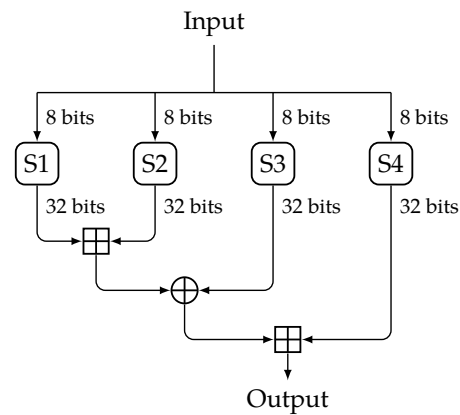 Input
8 bits 8 bits 8 bits 8 bits
S1 S2 S3 S4
32 bits 32 bits 32 bits 32 bits
Output